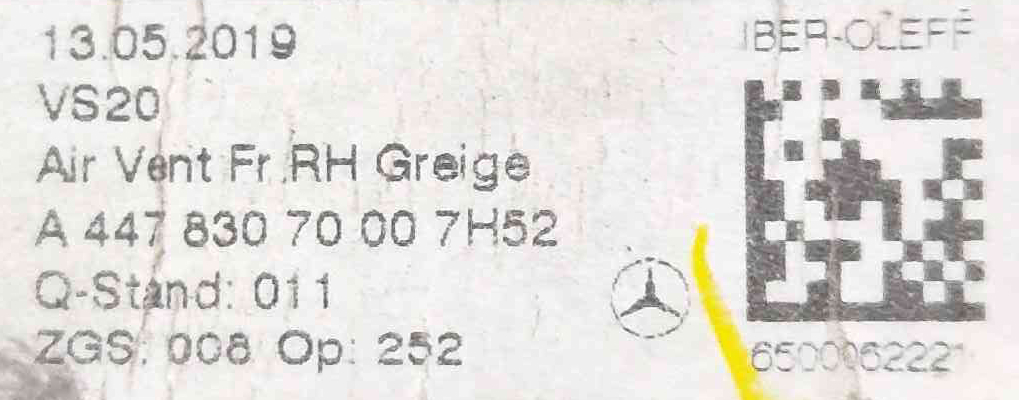 13.05.2019
VS20
Air Vent Fr.RH Greige
A 447 830 70 00 7H52
Q-Stand: 011
ZGS: 008 Op: 252
IBER-OLEFF
6500062221